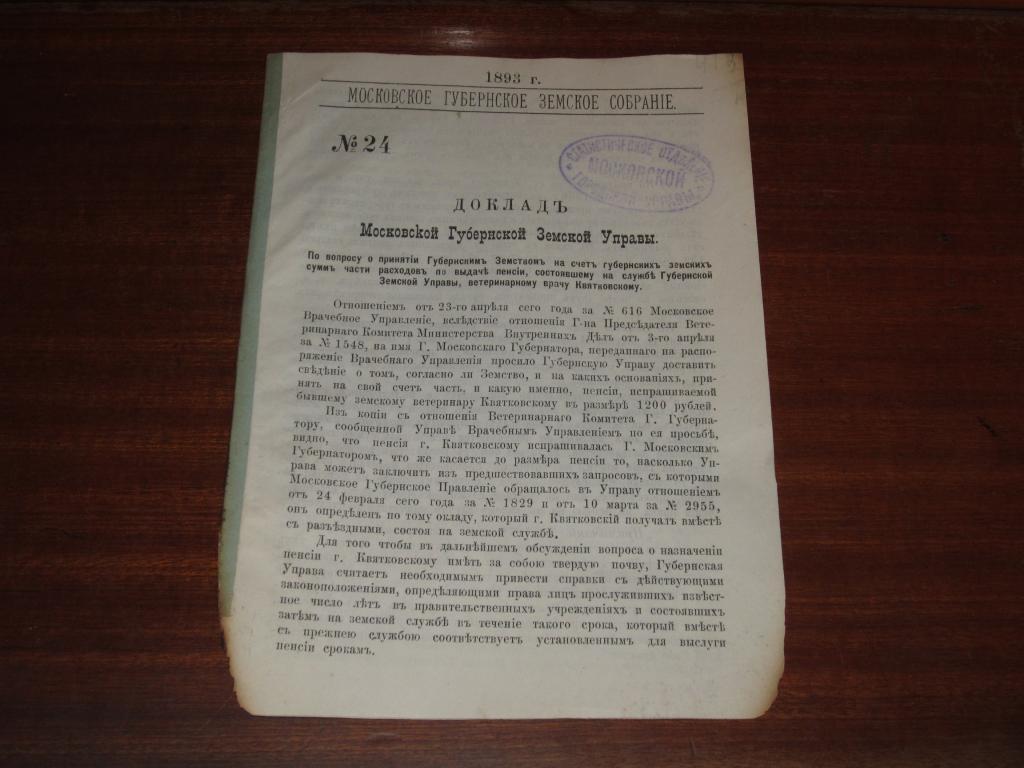 1893 г.
МОСКОВСКОЕ ГУБЕРНСКОЕ ЗЕМСКОЕ СОБРАНІЕ.
№ 24
СТАТИСТИЧЕСКОЕ ОТДѢЛЕНІЕ
МОСКОВСКОЙ
ГОРОДСКОЙ УПРАВЫ
ДОКЛАДЪ
Московской Губернской Земской Управы.
По вопросу о принятіи Губернскимъ Земствомъ на счетъ губернскихъ земскихъ
суммъ части расходовъ по выдачѣ пенсіи, состоявшему на службѣ Губернской
Земской Управы, ветеринарному врачу Квятковскому.
Отношеніемъ отъ 23-го апрѣля сего года за № 616 Московское
Врачебное Управленіе, вслѣдствіе отношенія Г-на Предсѣдателя Вете-
ринарнаго Комитета Министерства Внутреннихъ Дѣлъ отъ 3-го апрѣля
за № 1548, на имя Г. Московскаго Губернатора, переданнаго на распо-
ряженіе Врачебнаго Управленія просило Губернскую Управу доставить
свѣдѣніе о томъ, согласно ли Земство, и на какихъ основаніяхъ, при-
нять на свой счетъ часть, и какую именно, пенсіи, испрашиваемой
бывшему земскому ветеринару Квятковскому въ размѣрѣ 1200 рублей.
Изъ копіи съ отношенія Ветеринарнаго Комитета Г. Губерна-
тору, сообщенной Управѣ Врачебнымъ Управленіемъ по ея просьбѣ,
видно, что пенсія г. Квятковскому испрашивалась Г. Московскимъ
Губернаторомъ, что же касается до размѣра пенсіи то, насколько Уп-
рава можетъ заключить изъ предшествовавшихъ запросовъ, съ которыми
Московское Губернское Правленіе обращалось въ Управу отношеніемъ
отъ 24 февраля сего года за № 1829 и отъ 10 марта за № 2955,
онъ опредѣленъ по тому окладу, который г. Квятковскій получалъ вмѣстѣ
съ разъѣздными, состоя на земской службѣ.
Для того чтобы въ дальнѣйшемъ обсужденіи вопроса о назначеніи
пенсіи г. Квятковскому имѣть за собою твердую почву, Губернская
Управа считаетъ необходимымъ привести справки съ дѣйствующими
законоположеніями, опредѣляющими права лицъ прослужившихъ извѣст-
ное число лѣтъ въ правительственныхъ учрежденіяхъ и состоявшихъ
затѣмъ на земской службѣ въ теченіе такого срока, который вмѣстѣ
съ прежнею службою соотвѣтствуетъ установленнымъ для выслуги
пенсіи срокамъ.